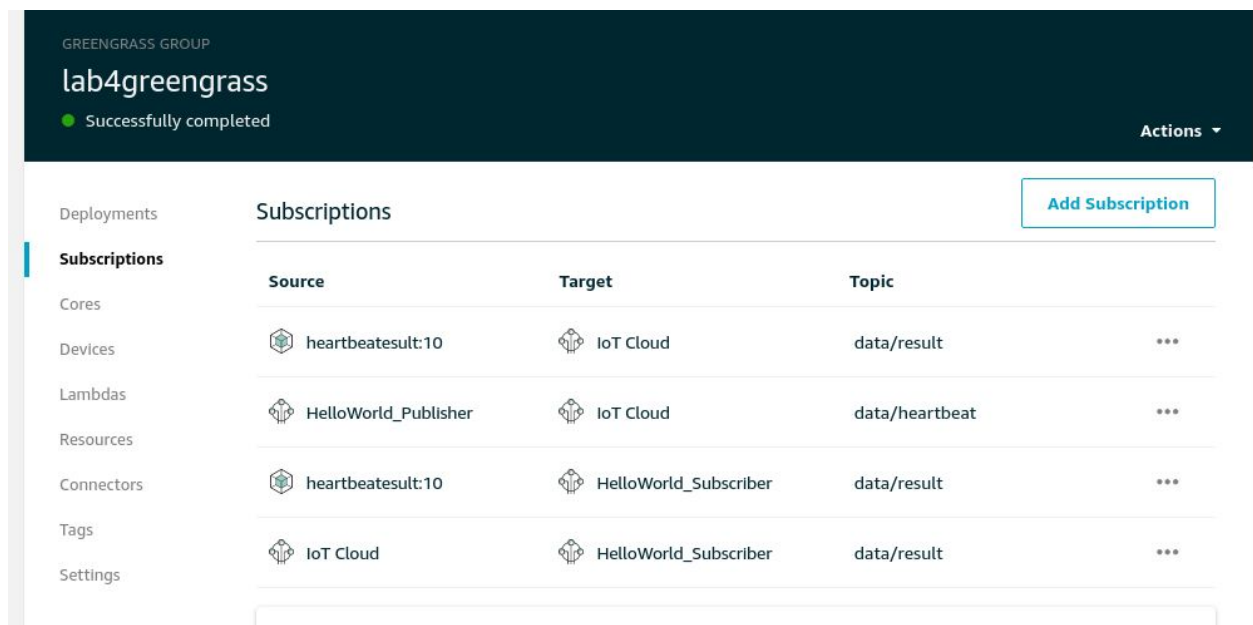 GREENGRASS GROUP
lab4greengrass
Successfully completed
Actions
Deployments
Subscriptions
Cores
Devices
Lambdas
Resources
Connectors
Tags
Settings
Subscriptions
Add Subscription
Source Target Topic
heartbeatesult:10 IoT Cloud data/result •••
HelloWorld_Publisher IoT Cloud data/heartbeat •••
heartbeatesult:10 HelloWorld_Subscriber data/result •••
IoT Cloud HelloWorld_Subscriber data/result •••